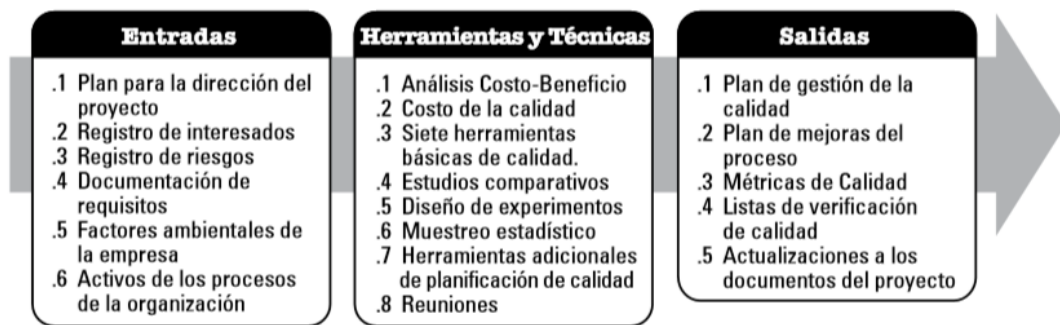 Entradas
.1 Plan para la dirección del
proyecto
.2 Registro de interesados
.3 Registro de riesgos
.4 Documentación de
requisitos
.5 Factores ambientales de
la empresa
.6 Activos de los procesos
de la organización
Herramientas y Técnicas
.1 Análisis Costo-Beneficio
.2 Costo de la calidad
.3 Siete herramientas
básicas de calidad.
.4 Estudios comparativos
.5 Diseño de experimentos
.6 Muestreo estadístico
.7 Herramientas adicionales
de planificación de calidad
.8 Reuniones
Salidas
.1 Plan de gestión de la
calidad
.2 Plan de mejoras del
proceso
.3 Métricas de Calidad
.4 Listas de verificación
de calidad
.5 Actualizaciones a los
documentos del proyecto